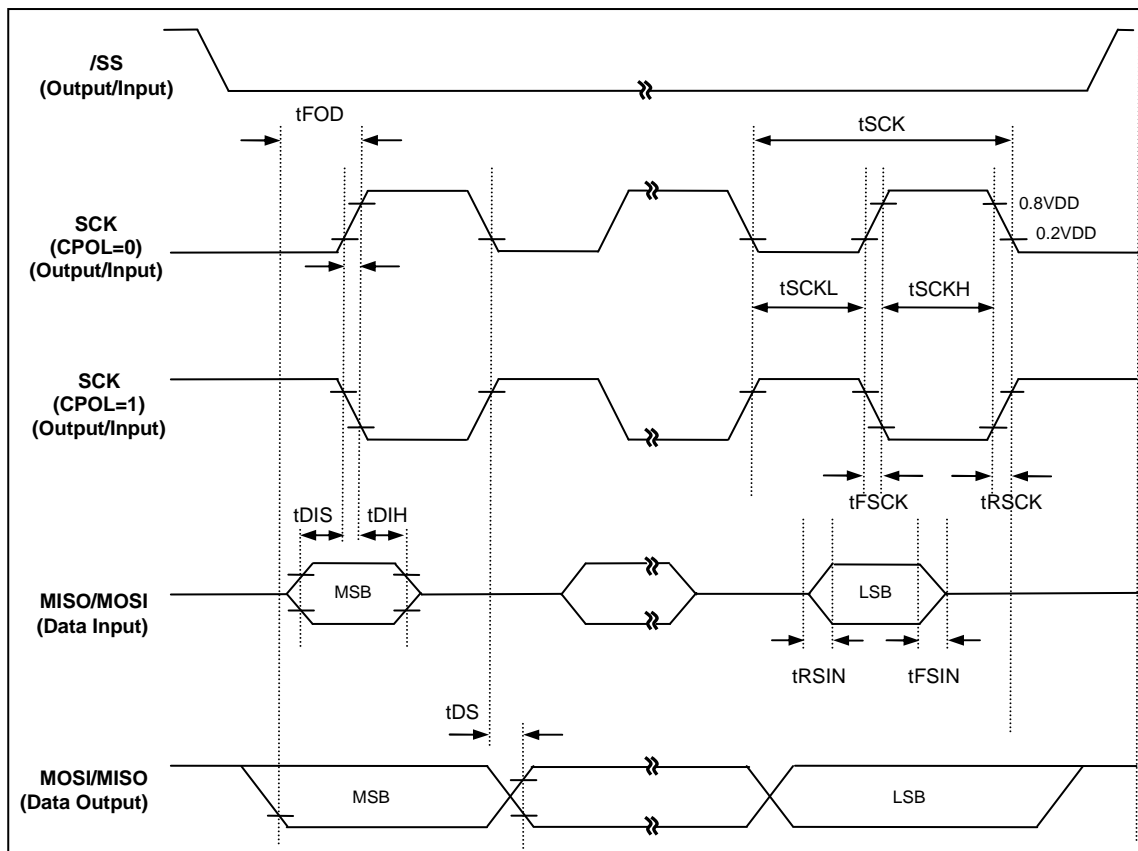 /SS
(Output/Input)
tFOD
tSCK
SCK
(CPOL=0)
(Output/Input)
0.8VDD
0.2VDD
tSCKL
tSCKH
SCK
(CPOL=1)
(Output/Input)
tFSCK
tRSCK
tDIS
tDIH
MISO/MOSI
(Data Input)
MSB
LSB
tRSIN
tFSIN
tDS
MOSI/MISO
(Data Output)
MSB
LSB